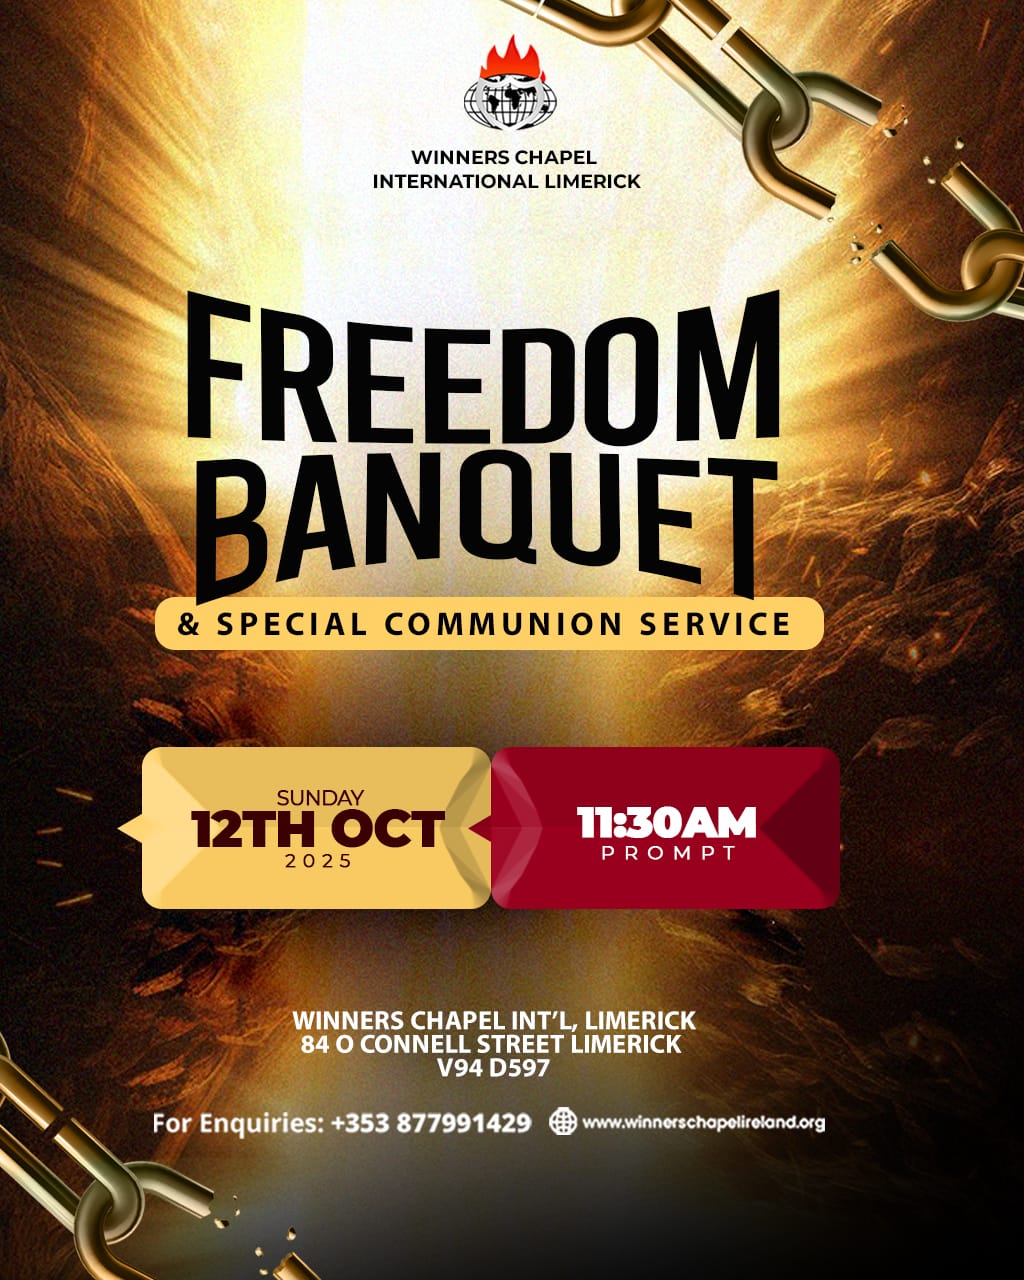 WINNERS CHAPEL
INTERNATIONAL LIMERICK
FREEDOM
BANQUET
& SPECIAL COMMUNION SERVICE
SUNDAY
12TH OCT
2025
11:30AM
PROMPT
WINNERS CHAPEL INT'L, LIMERICK
84 O CONNELL STREET LIMERICK
V94 D597
For Enquiries: +353 877991429 www.winnerschapelireland.org